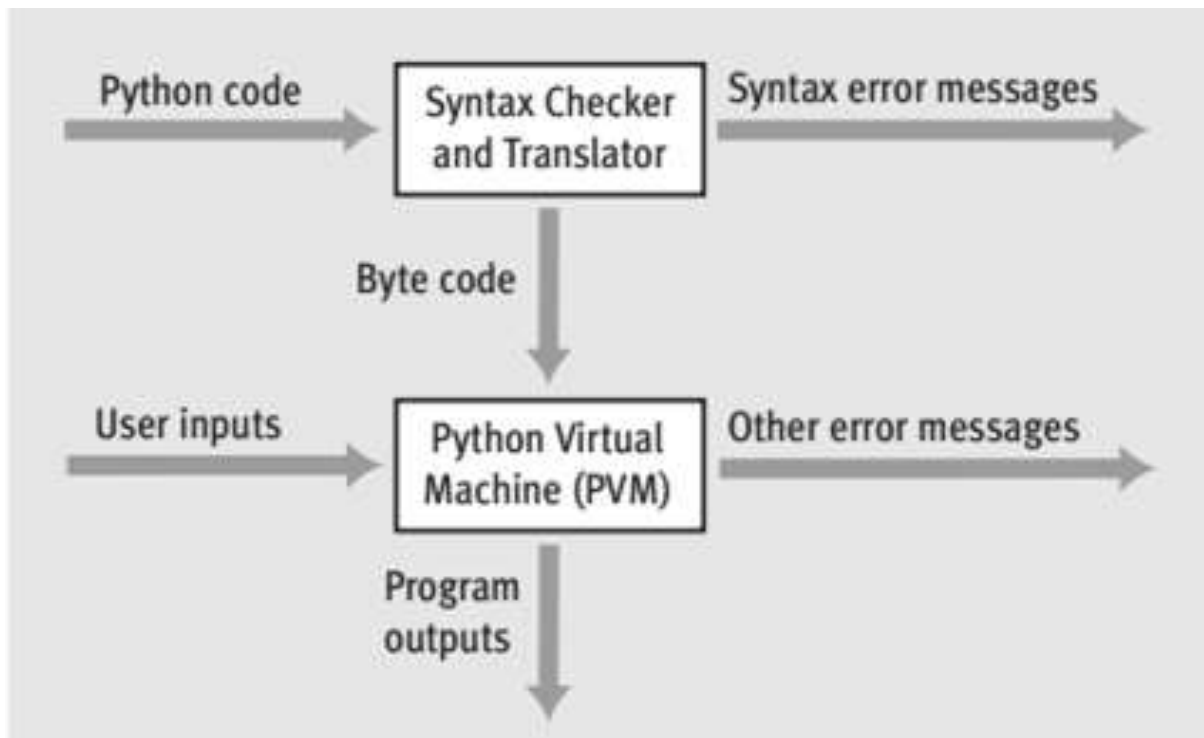 Python code
Syntax Checker
and Translator
Syntax error messages
Byte code
User inputs
Python Virtual
Machine (PVM)
Other error messages
Program
outputs